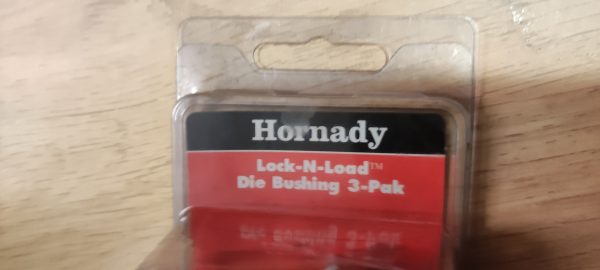 Hornady
Lock-N-Load™
Die Bushing 3-Pak